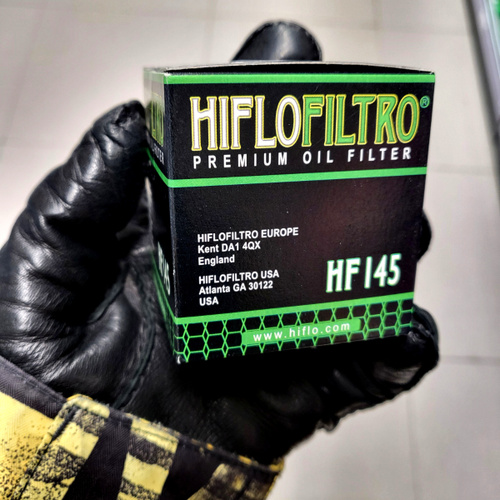 HIFLOFILTRO®
PREMIUM OIL FILTER
HIFLOFILTRO EUROPE
Kent DA1 4QX
England
HIFLOFILTRO USA
Atlanta GA 30122
USA
HF145
www.hiflo.com